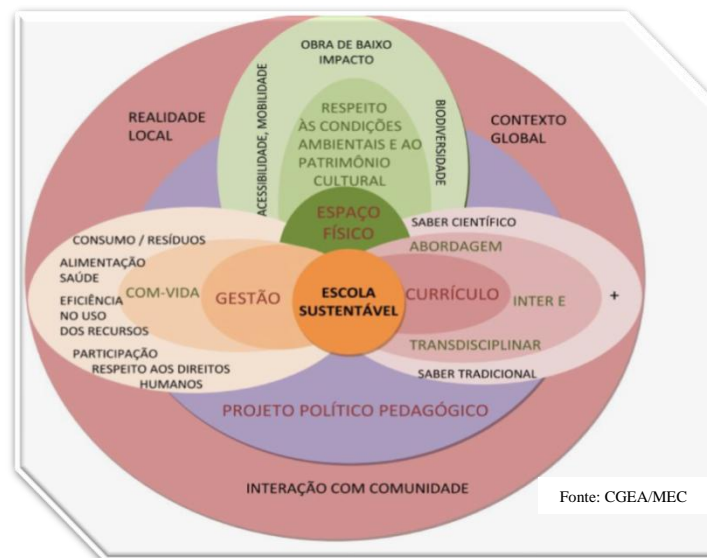 OBRA DE BAIXO
IMPACTO
ACESSIBILIDADE, MOBILIDADE
BIODIVERSIDADE
RESPEITO
ÀS CONDIÇÕES
AMBIENTAIS E AO
PATRIMÔNIO
CULTURAL
REALIDADE
LOCAL
CONTEXTO
GLOBAL
ESPAÇO
FÍSICO
CONSUMO / RESÍDUOS
ALIMENTAÇÃO
SAÚDE
EFICIÊNCIA
NO USO
DOS RECURSOS
PARTICIPAÇÃO
RESPEITO AOS DIREITOS
HUMANOS
COM-VIDA
GESTÃO
ESCOLA
SUSTENTÁVEL
SABER CIENTÍFICO
ABORDAGEM
CURRÍCULO
INTER E
+
TRANSDISCIPLINAR
SABER TRADICIONAL
PROJETO POLÍTICO PEDAGÓGICO
INTERAÇÃO COM COMUNIDADE
Fonte: CGEA/MEC